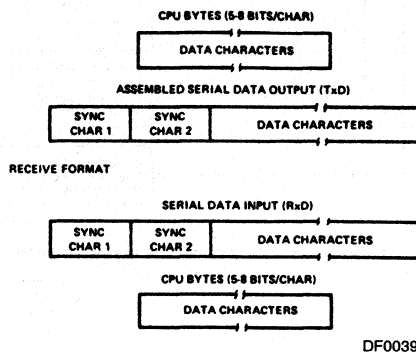 CPU BYTES (5-8 BITS/CHAR)
DATA CHARACTERS
ASSEMBLED SERIAL DATA OUTPUT (TxD)
SYNC CHAR 1
SYNC CHAR 2
DATA CHARACTERS
RECEIVE FORMAT
SERIAL DATA INPUT (RxD)
SYNC CHAR 1
SYNC CHAR 2
DATA CHARACTERS
CPU BYTES (5-8 BITS/CHAR)
DATA CHARACTERS
DF0039